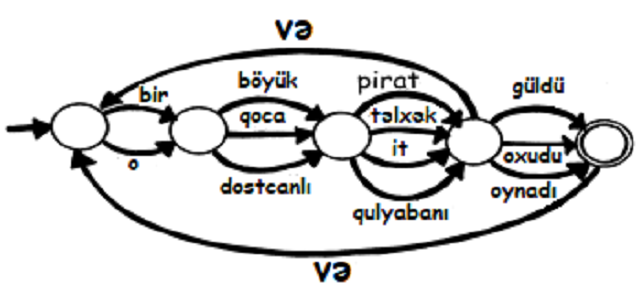 və
bir
o
böyük
qoca
dostcanlı
pirat
təlxək
it
qulyabanı
güldü
oxudu
oynadı
və